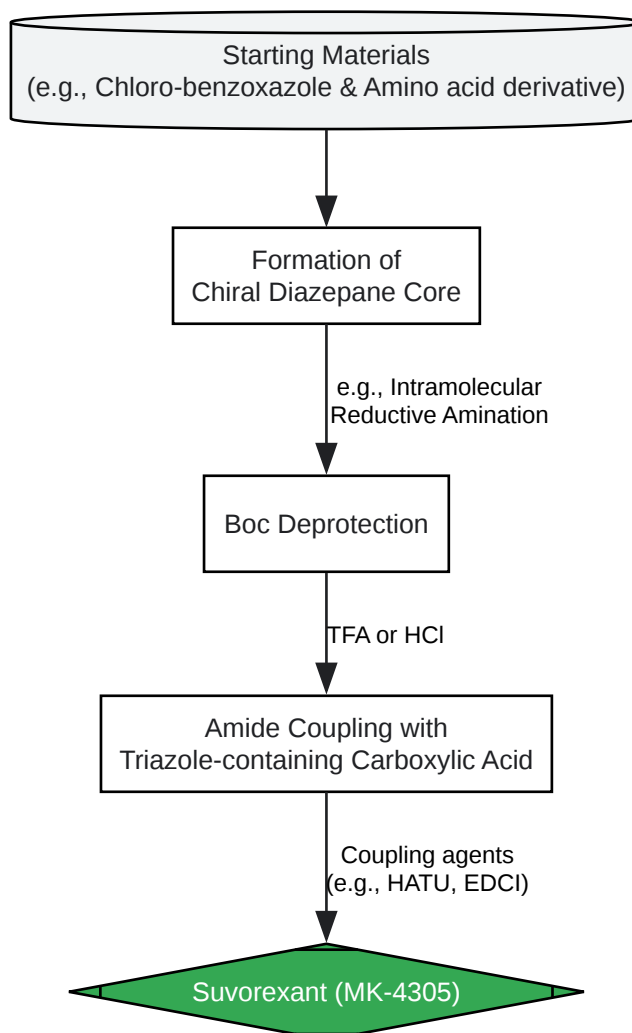 Starting Materials
(e.g., Chloro-benzoxazole & Amino acid derivative)
Formation of
Chiral Diazepane Core
e.g., Intramolecular
Reductive Amination
Boc Deprotection
TFA or HCl
Amide Coupling with
Triazole-containing Carboxylic Acid
Coupling agents
(e.g., HATU, EDCI)
Suvorexant (MK-4305)